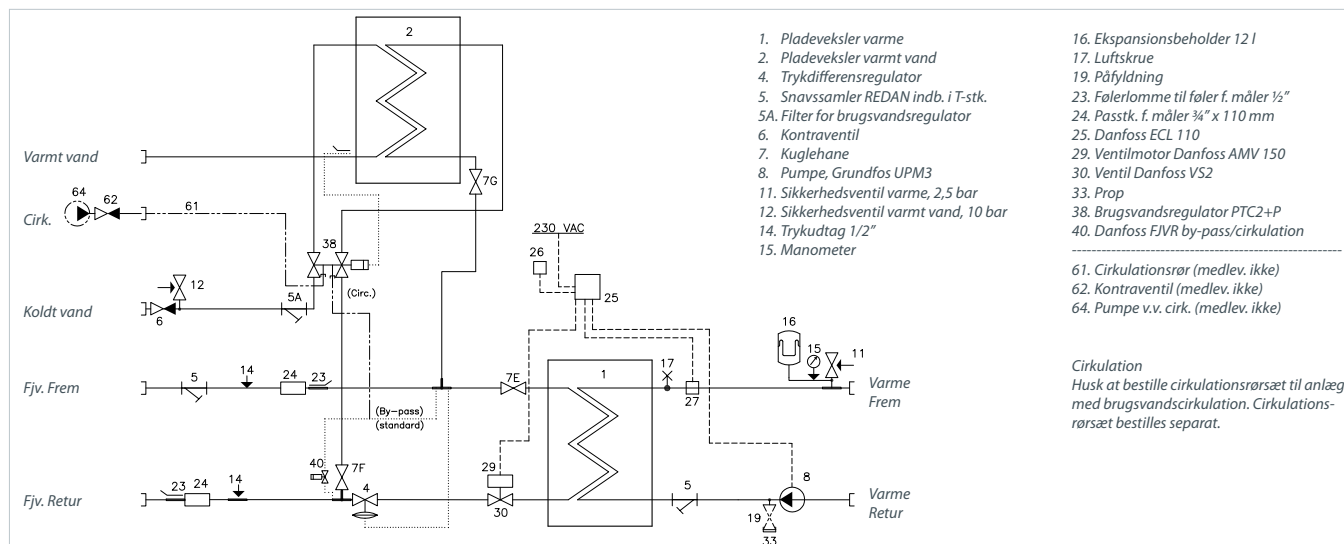 2
Varmt vand
7G
64
62
61
Cirk.
38
230 VAC
26
25
12
(Circ.)
5A
Koldt vand
6
16
15
11
5
14
24
23
7E
1
17
27
Fjv. Frem
Varme
Frem
(By-pass)
(standard)
40
7F
29
23
24
14
4
30
5
8
Fjv. Retur
Varme
Retur
19
33
1. Pladeveksler varme
2. Pladeveksler varmt vand
4. Trykdifferensregulator
5. Snavssamler REDAN indb. i T-stk.
5A. Filter for brugsvandsregulator
6. Kontraventil
7. Kuglehane
8. Pumpe, Grundfos UPM3
11. Sikkerhedsventil varme, 2,5 bar
12. Sikkerhedsventil varmt vand, 10 bar
14. Trykudtag 1/2"
15. Manometer
16. Ekspansionsbeholder 12 l
17. Luftskrue
19. Påfyldning
23. Følerlomme til føler f. måler ½"
24. Passtk. f. måler ¾" x 110 mm
25. Danfoss ECL 110
29. Ventilmotor Danfoss AMV 150
30. Ventil Danfoss VS2
33. Prop
38. Brugsvandsregulator PTC2+P
40. Danfoss FJVR by-pass/cirkulation
61. Cirkulationsrør (medlev. ikke)
62. Kontraventil (medlev. ikke)
64. Pumpe v.v. cirk. (medlev. ikke)
Cirkulation
Husk at bestille cirkulationsrørsæt til anlæg
med brugsvandscirkulation. Cirkulations-
rørsæt bestilles separat.